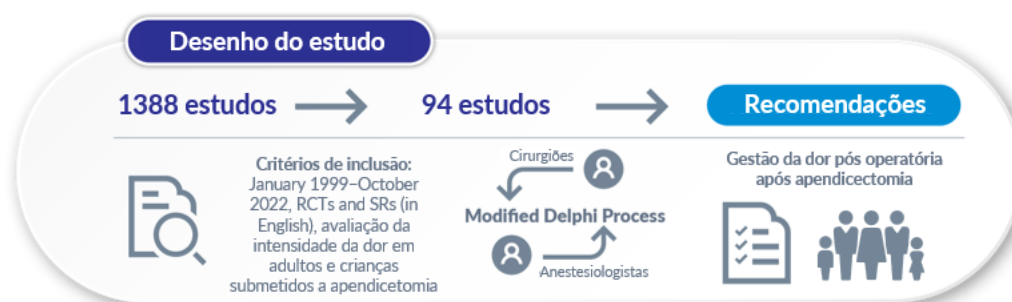 Desenho do estudo
1388 estudos
94 estudos
Recomendações
Critérios de inclusão:
January 1999–October
2022, RCTs and SRs (in
English), avaliação da
intensidade da dor em
adultos e crianças
submetidos a apendicetomia
Cirurgiões
Modified Delphi Process
Anestesiologistas
Gestão da dor pós operatória
após apendicectomia